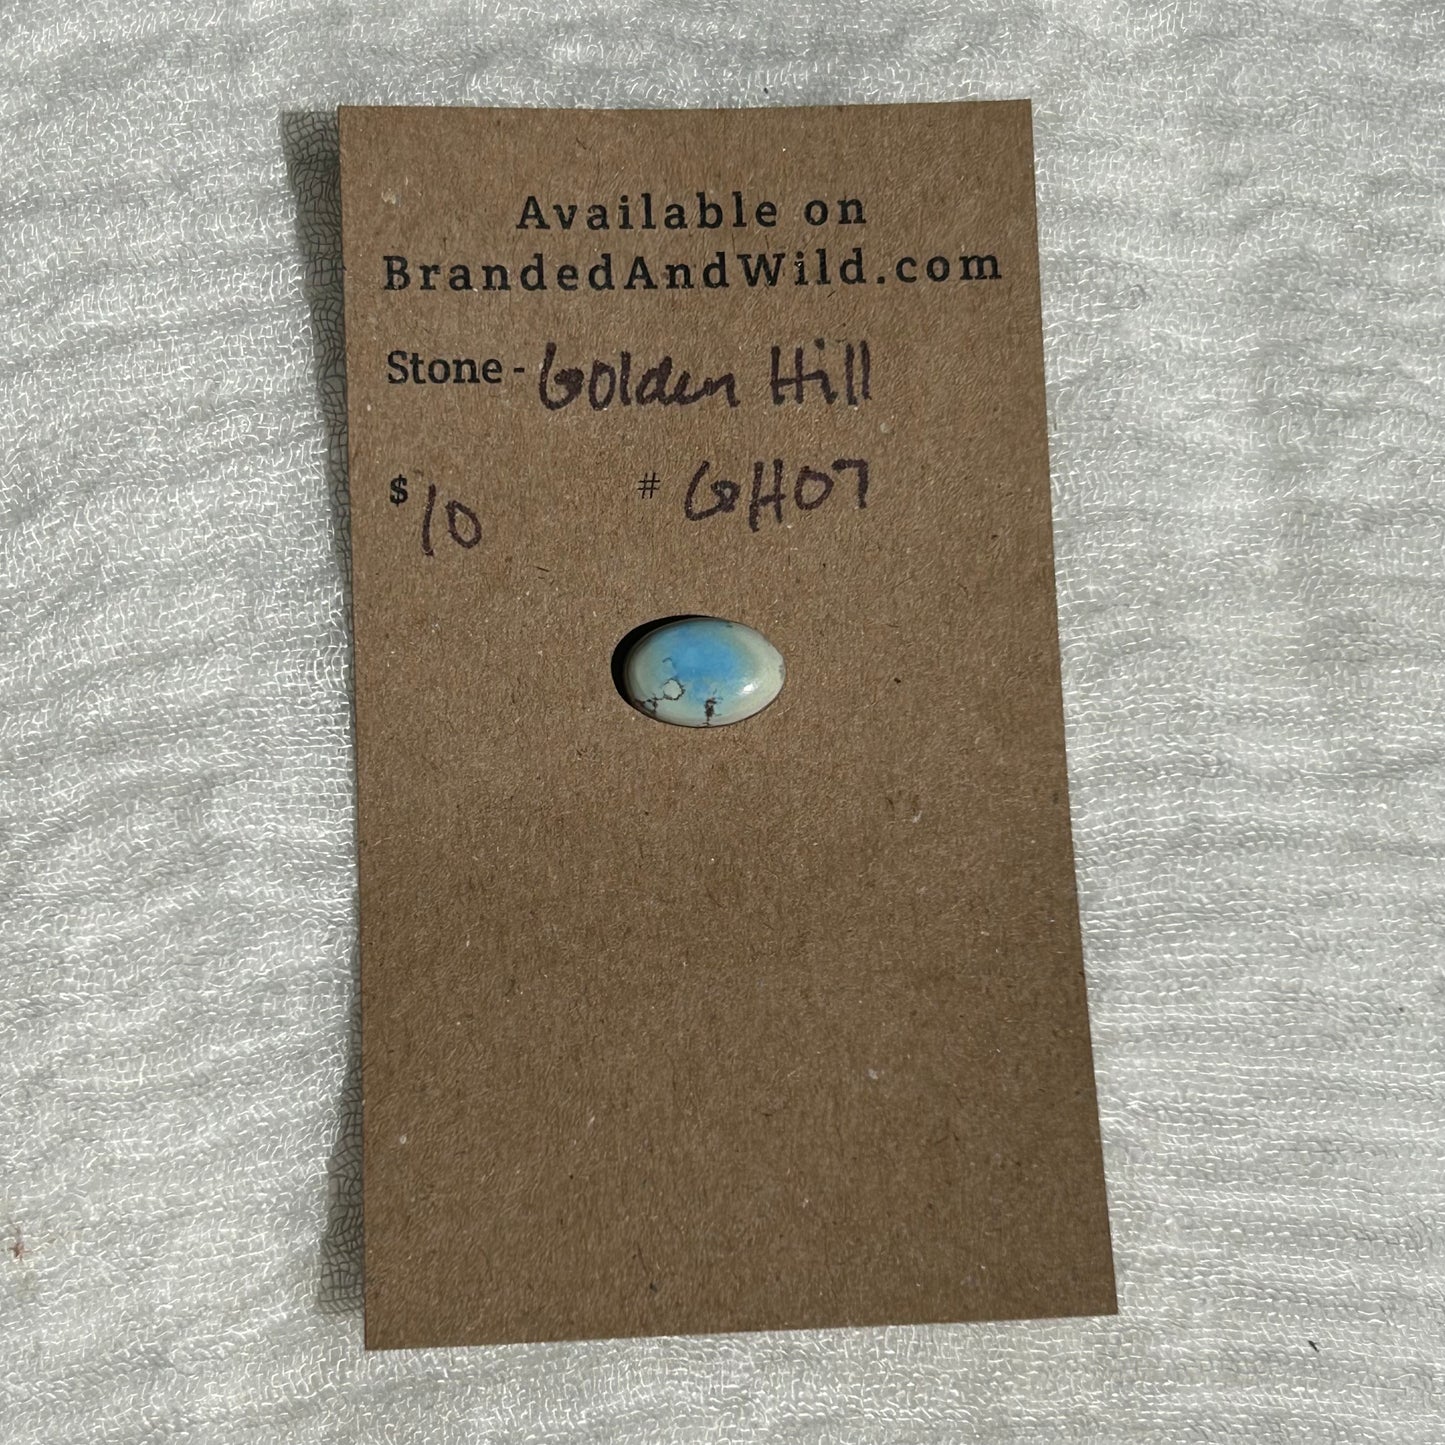 Available on
BrandedAndWild.com
Stone - Golden Hill
$10 # GH07